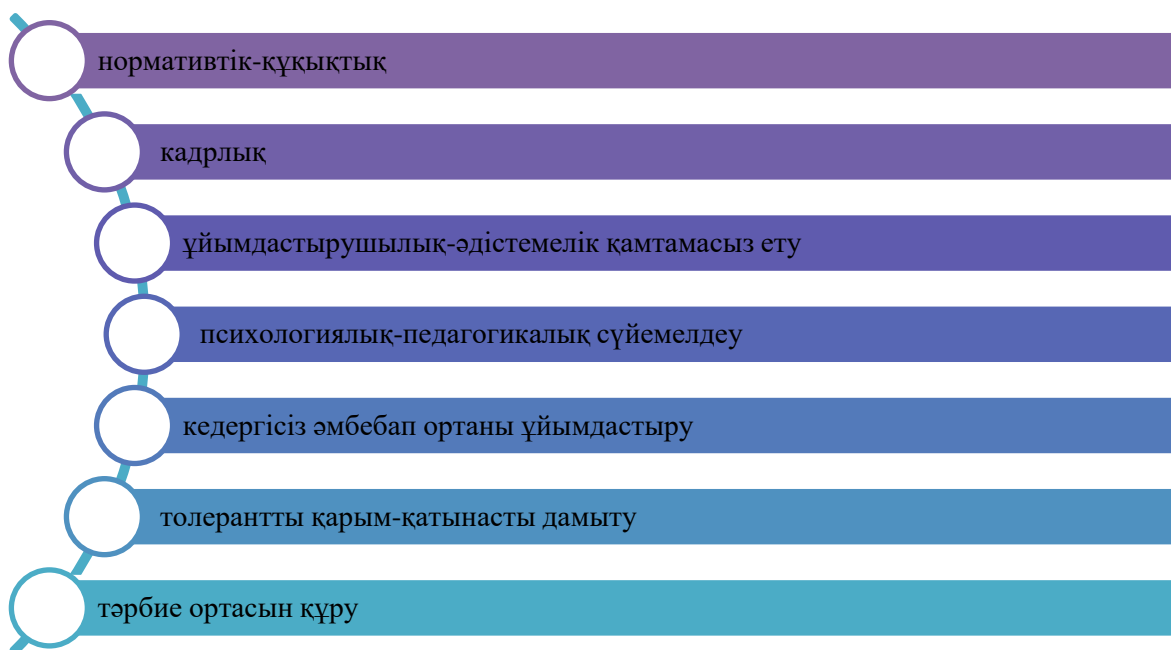 нормативтік-құқықтық
кадрлық
ұйымдастырушылық-әдістемелік қамтамасыз ету
психологиялық-педагогикалық сүйемелдеу
кедергісіз әмбебап ортаны ұйымдастыру
толерантты қарым-қатынасты дамыту
тәрбие ортасын құру